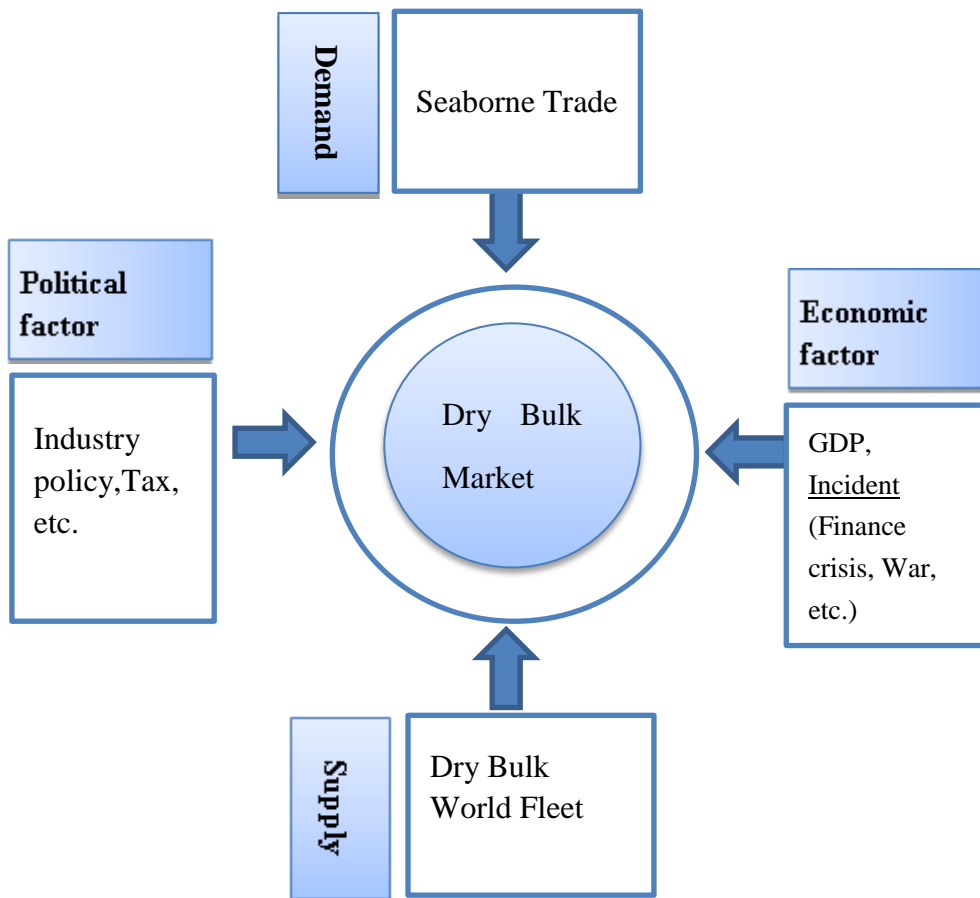 Demand
Seaborne Trade
Political
factor
Industry
policy,Tax,
etc.
Dry Bulk
Market
Economic
factor
GDP,
Incident
(Finance
crisis, War,
etc.)
Supply
Dry Bulk
World Fleet